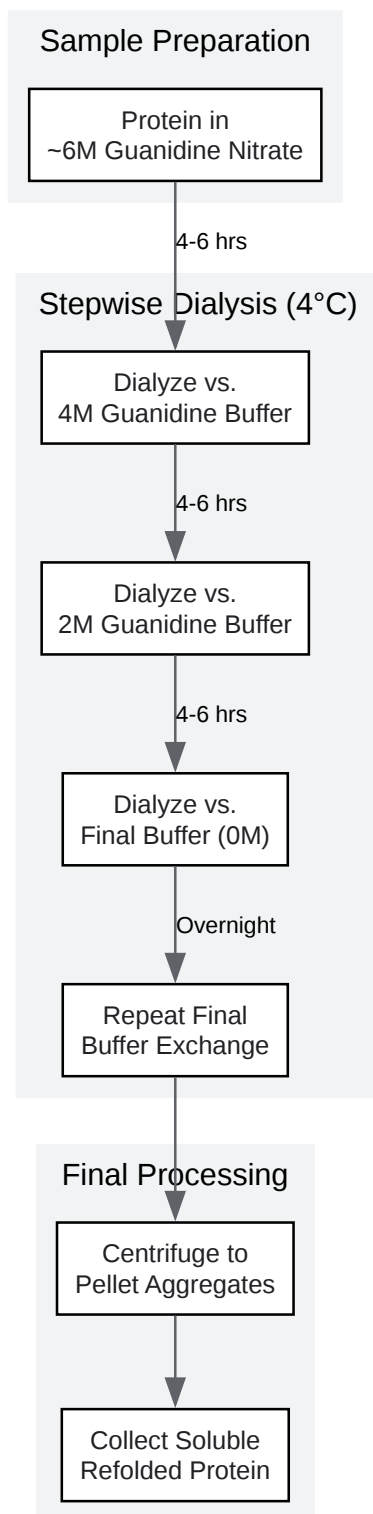 Sample Preparation
Protein in
~6M Guanidine Nitrate
4-6 hrs
Stepwise Dialysis (4°C)
Dialyze vs.
4M Guanidine Buffer
4-6 hrs
Dialyze vs.
2M Guanidine Buffer
4-6 hrs
Dialyze vs.
Final Buffer (0M)
Overnight
Repeat Final
Buffer Exchange
Final Processing
Centrifuge to
Pellet Aggregates
Collect Soluble
Refolded Protein